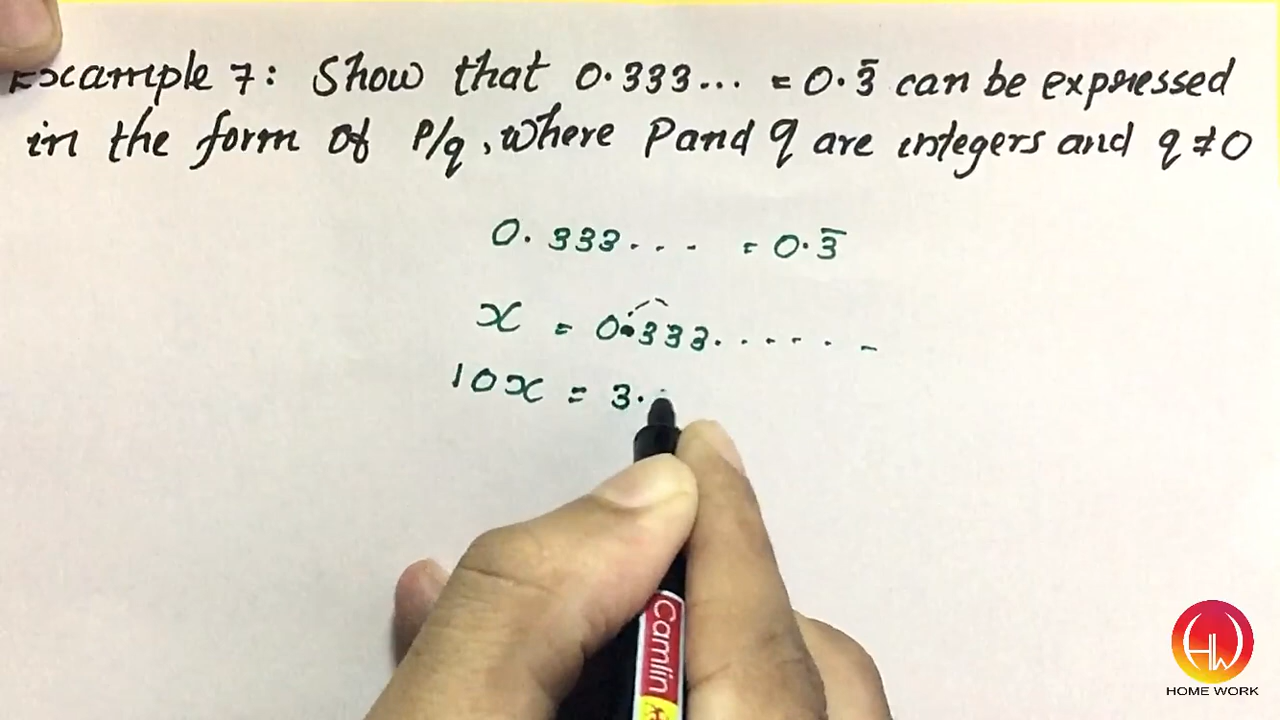 Example 7: Show that 0.333... = 0.3̅ can be expressed
in the form of P/q, where P and q are integers and q ≠ 0
0.333... = 0.3̅
x = 0.333.......
10x = 3.
Camlin
HOME WORK